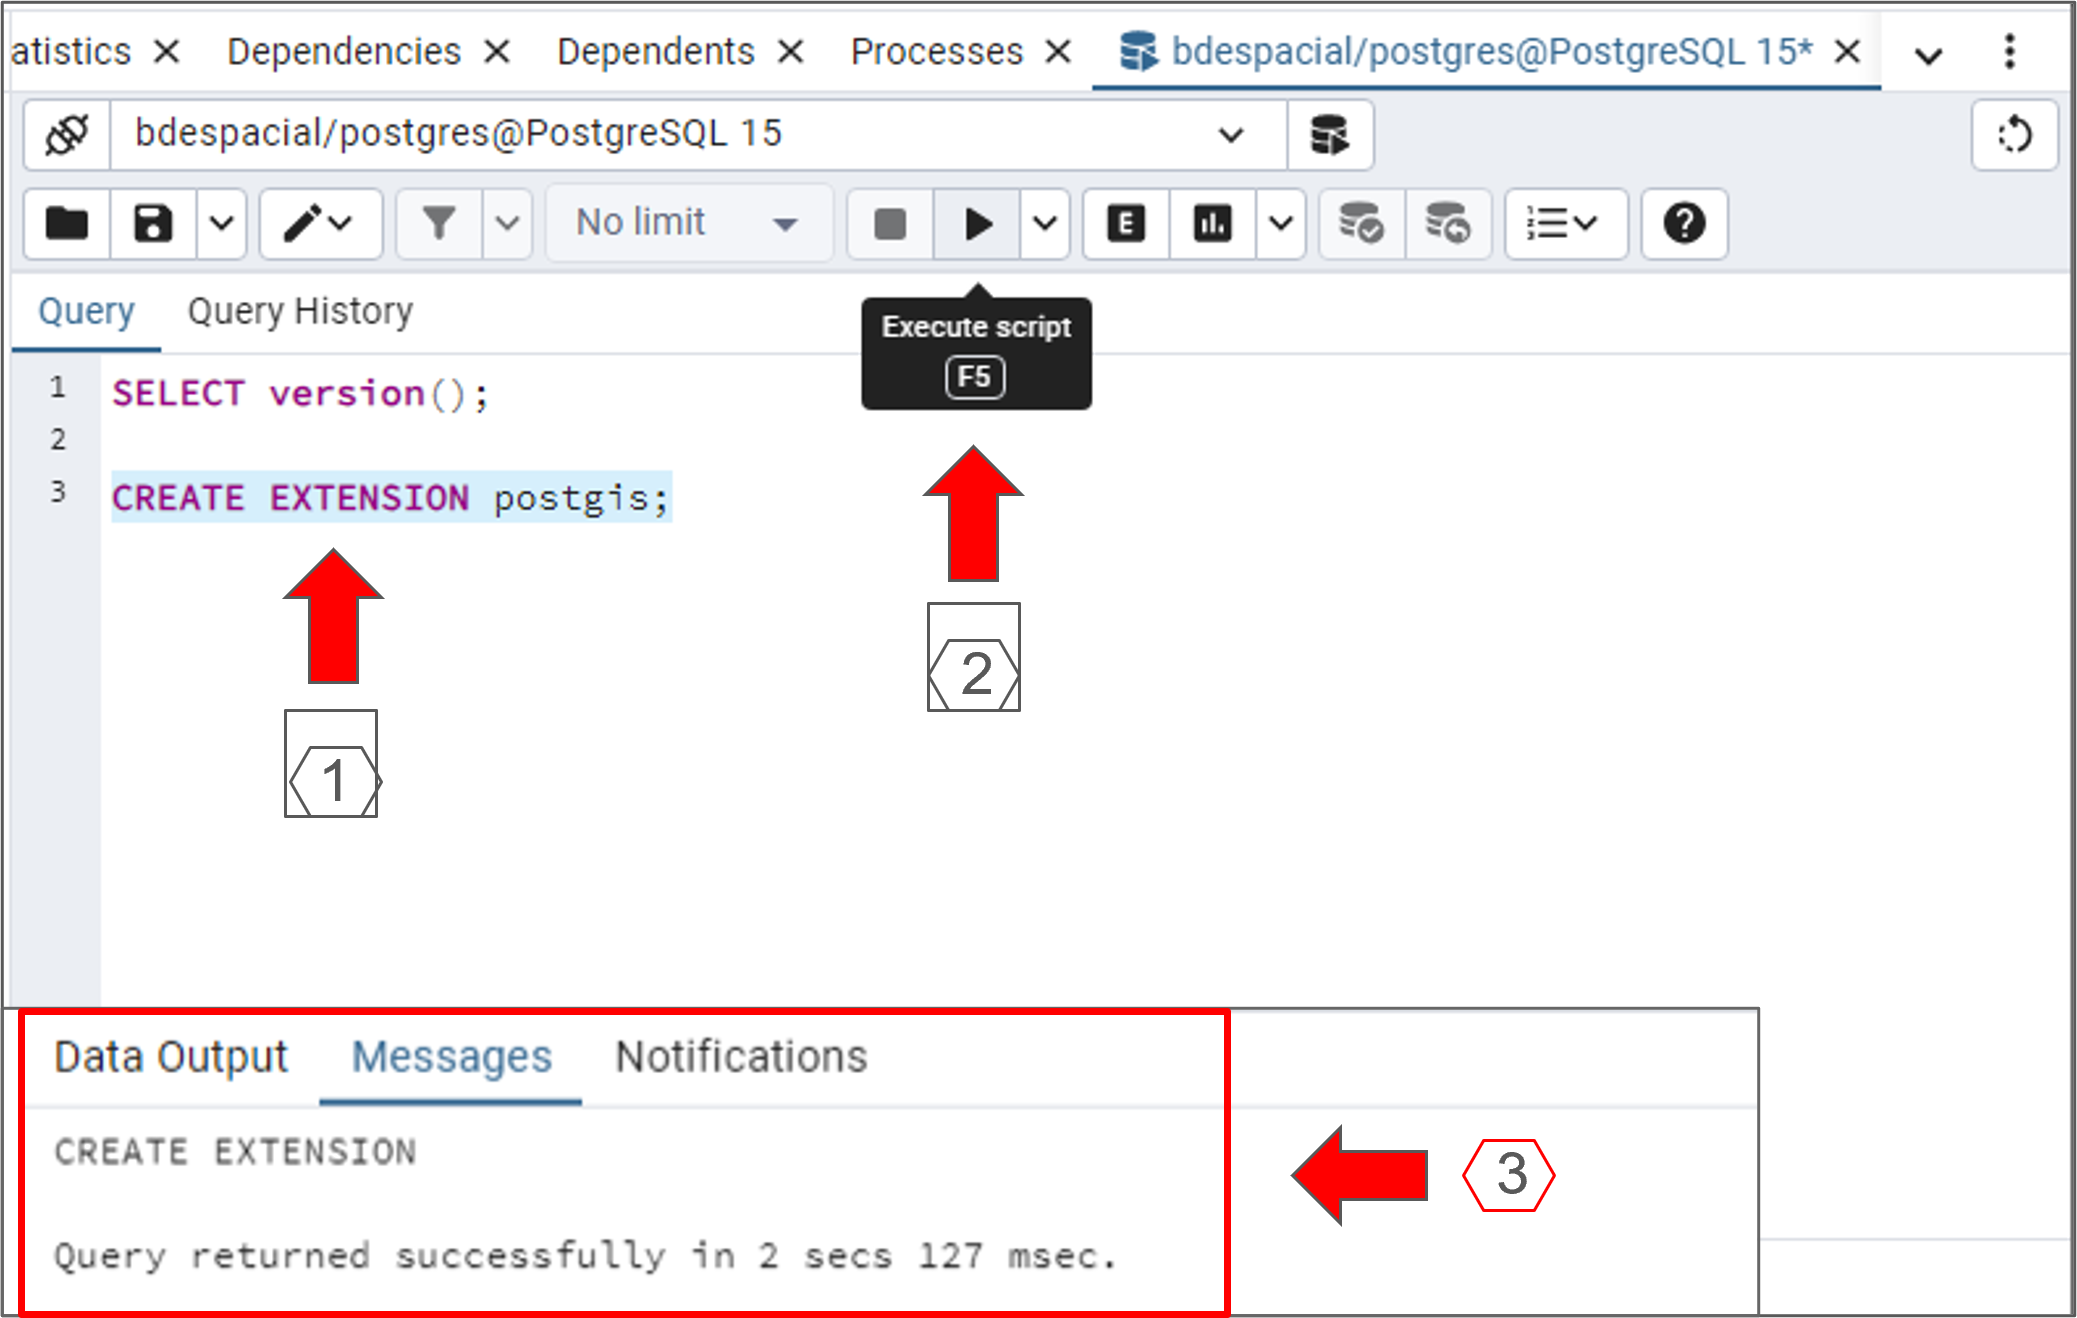 atistics Dependencies Dependents Processes bdespacial/postgres@PostgreSQL 15*
bdespacial/postgres@PostgreSQL 15
No limit E
Query Query History
Execute script
F5
1 SELECT version();
2
3 CREATE EXTENSION postgis;
2
1
Data Output Messages Notifications
CREATE EXTENSION
3
Query returned successfully in 2 secs 127 msec.